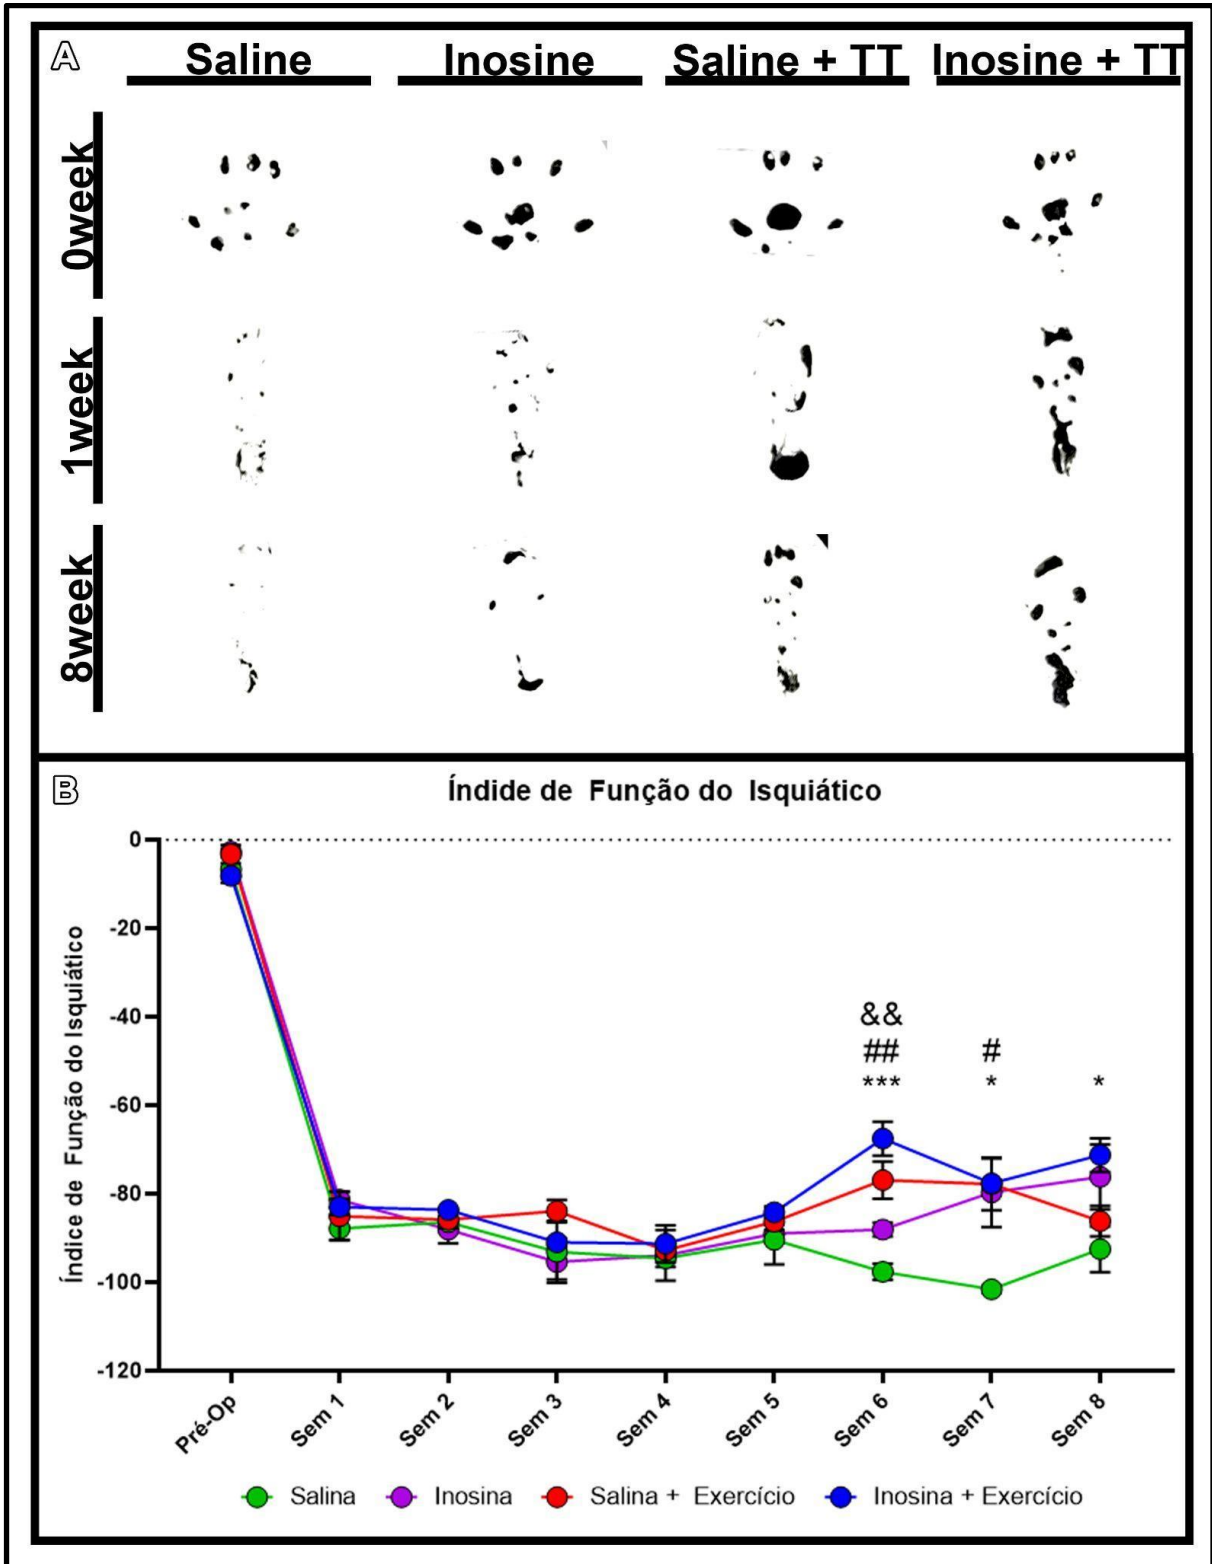 A
Saline
Inosine
Saline + TT
Inosine + TT
0week
1week
8week
B
Índide de Função do Isquiático
Índice de Função do Isquiático
0
-20
-40
-60
-80
-100
-120
&&
##
***
#
*
*
Pré-Op
Sem 1
Sem 2
Sem 3
Sem 4
Sem 5
Sem 6
Sem 7
Sem 8
Salina
Inosina
Salina + Exercício
Inosina + Exercício